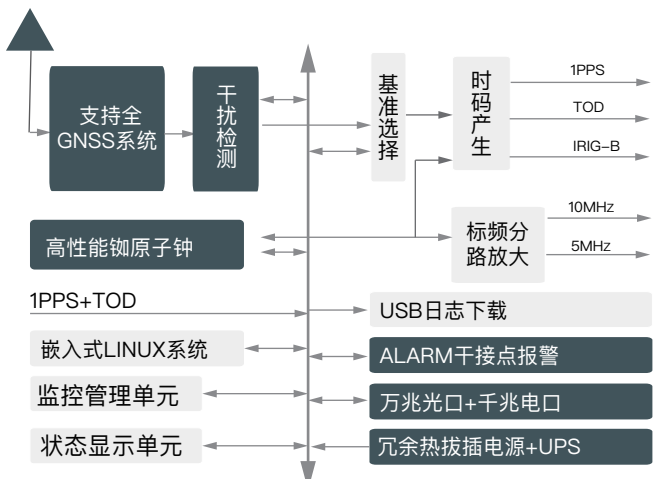 支持全
GNSS系统
干扰检测
基准选择
时码产生
1PPS
TOD
IRIG-B
高性能铷原子钟
标频分
路放大
10MHz
5MHz
1PPS+TOD
USB日志下载
嵌入式LINUX系统
ALARM干接点报警
监控管理单元
万兆光口+千兆电口
状态显示单元
冗余热拔插电源+UPS